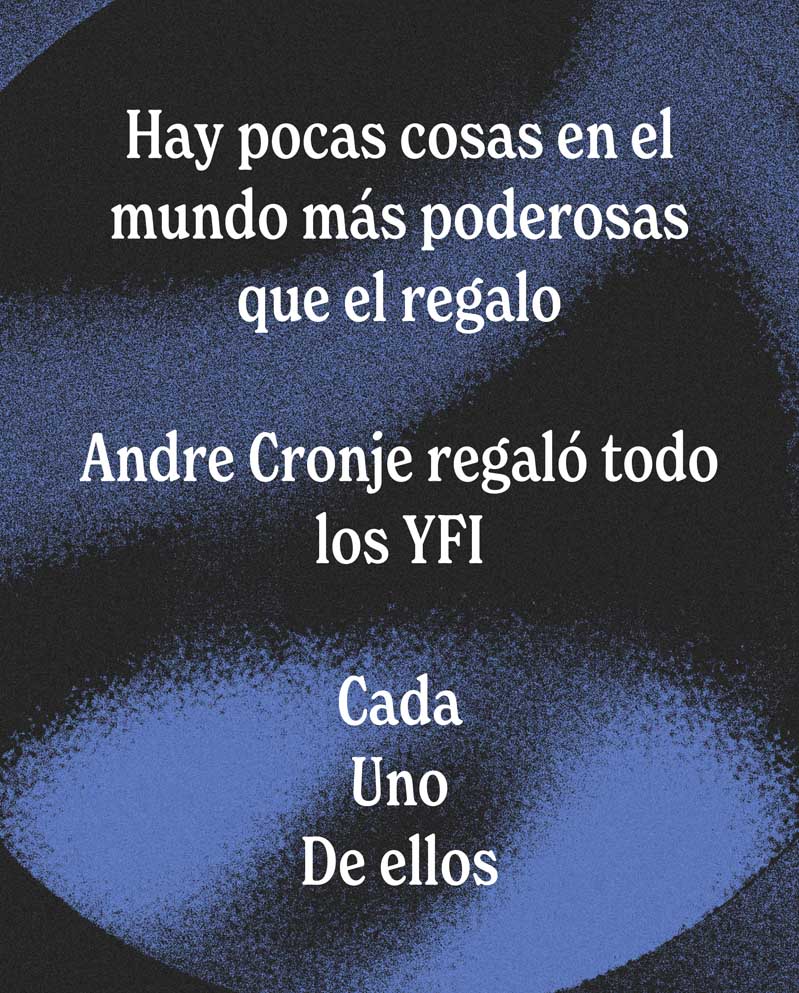 Hay pocas cosas en el
mundo más poderosas
que el regalo
Andre Cronje regaló todo
los YFI
Cada
Uno
De ellos